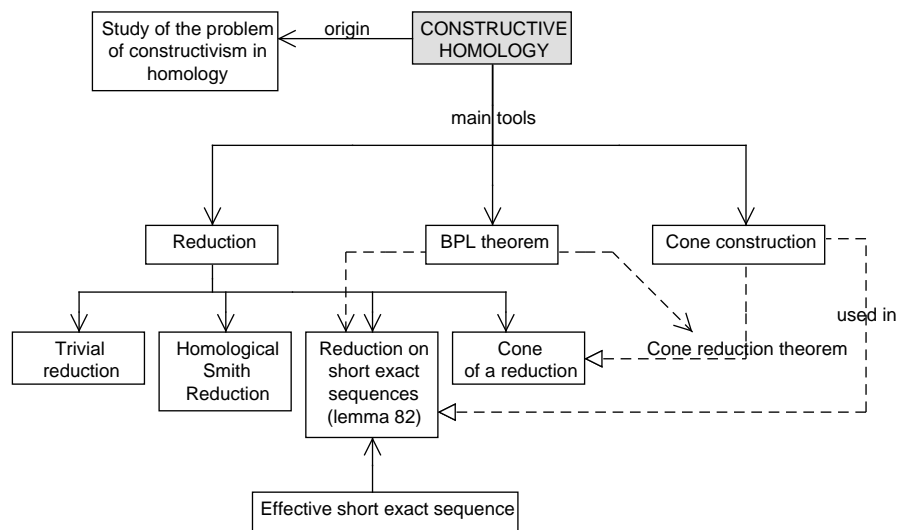 Study of the problem
of constructivism in
homology
origin
CONSTRUCTIVE
HOMOLOGY
main tools
Reduction
BPL theorem
Cone construction
used in
Trivial
reduction
Homological
Smith
Reduction
Reduction on
short exact
sequences
(lemma 82)
Cone
of a reduction
Cone reduction theorem
Effective short exact sequence